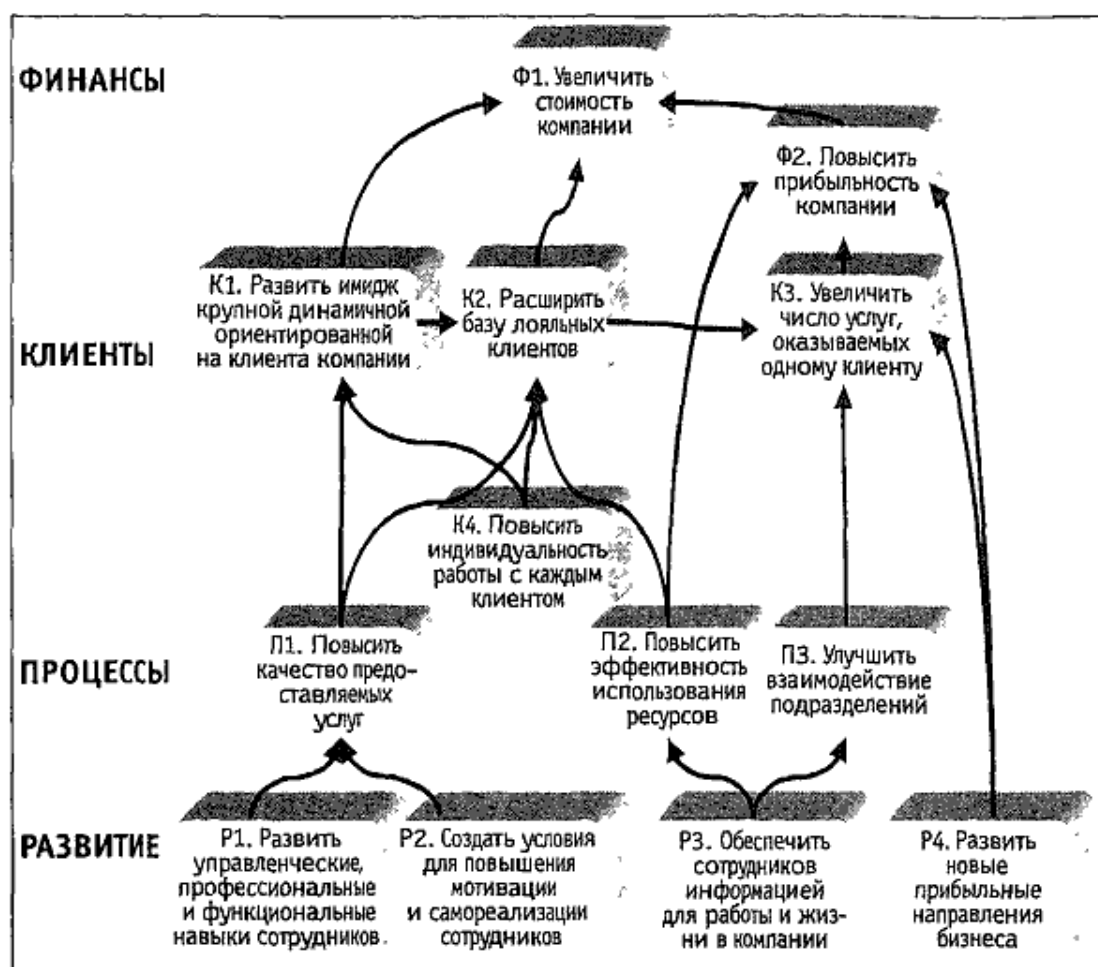 ФИНАНСЫ
Ф1. Увеличить
стоимость
компании
Ф2. Повысить
прибыльность
компании
КЛИЕНТЫ
К1. Развить имидж
крупной динамичной
ориентированной
на клиента компании
К2. Расширить
базу лояльных
клиентов
К3. Увеличить
число услуг,
оказываемых
одному клиенту
К4. Повысить
индивидуальность
работы с каждым
клиентом
ПРОЦЕССЫ
П1. Повысить
качество предо-
ставляемых
услуг
П2. Повысить
эффективность
использования
ресурсов
П3. Улучшить
взаимодействие
подразделений
РАЗВИТИЕ
Р1. Развить
управленческие,
профессиональные
и функциональные
навыки сотрудников.
Р2. Создать условия
для повышения
мотивации
и самореализации
сотрудников
Р3. Обеспечить
сотрудников
информацией
для работы и жиз-
ни в компании
Р4. Развить
новые
прибыльные
направления
бизнеса